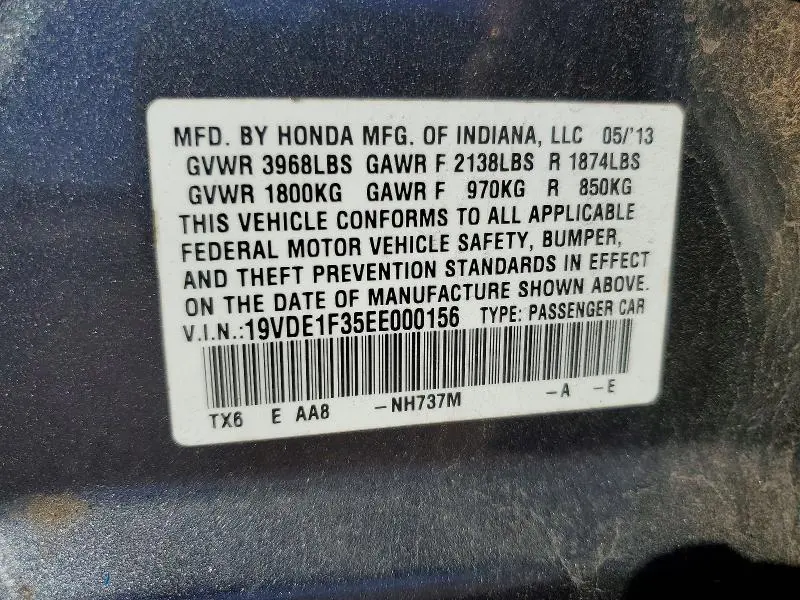 MFD. BY HONDA MFG. OF INDIANA, LLC 05/'13
GVWR 3968LBS GAWR F 2138LBS R 1874LBS
GVWR 1800KG GAWR F 970KG R 850KG
THIS VEHICLE CONFORMS TO ALL APPLICABLE
FEDERAL MOTOR VEHICLE SAFETY, BUMPER,
AND THEFT PREVENTION STANDARDS IN EFFECT
ON THE DATE OF MANUFACTURE SHOWN ABOVE.
V.I.N.:19VDE1F35EE000156 TYPE: PASSENGER CAR
TX6 E AA8 -NH737M -A -E